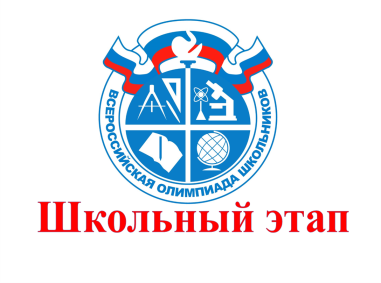 ВСЕРОССИЙСКАЯ ОЛИМПИАДА ШКОЛЬНИКОВ
Школьный этап